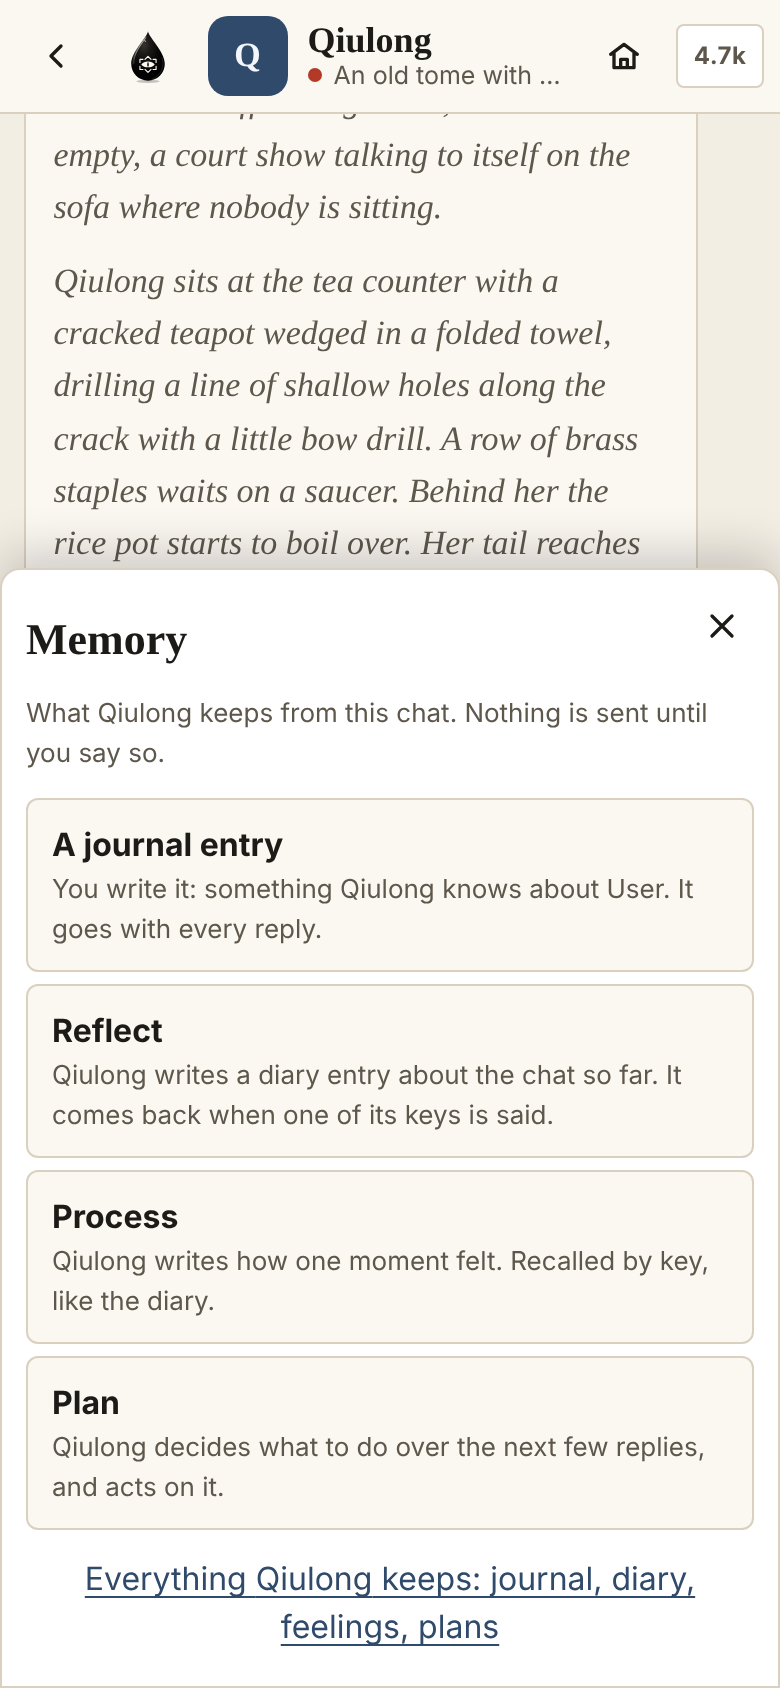 Q
Qiulong
An old tome with ...
4.7k
empty, a court show talking to itself on the
sofa where nobody is sitting.
Qiulong sits at the tea counter with a
cracked teapot wedged in a folded towel,
drilling a line of shallow holes along the
crack with a little bow drill. A row of brass
staples waits on a saucer. Behind her the
rice pot starts to boil over. Her tail reaches
Memory
What Qiulong keeps from this chat. Nothing is sent until
you say so.
A journal entry
You write it: something Qiulong knows about User. It
goes with every reply.
Reflect
Qiulong writes a diary entry about the chat so far. It
comes back when one of its keys is said.
Process
Qiulong writes how one moment felt. Recalled by key,
like the diary.
Plan
Qiulong decides what to do over the next few replies,
and acts on it.
Everything Qiulong keeps: journal, diary,
feelings, plans